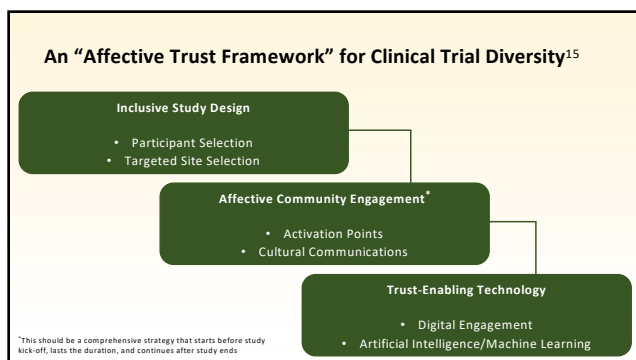 An “Affective Trust Framework” for Clinical Trial Diversity15
Inclusive Study Design
• Participant Selection
• Targeted Site Selection
Affective Community Engagement*
• Activation Points
• Cultural Communications
Trust-Enabling Technology
• Digital Engagement
• Artificial Intelligence/Machine Learning
*This should be a comprehensive strategy that starts before study
kick-off, lasts the duration, and continues after study ends